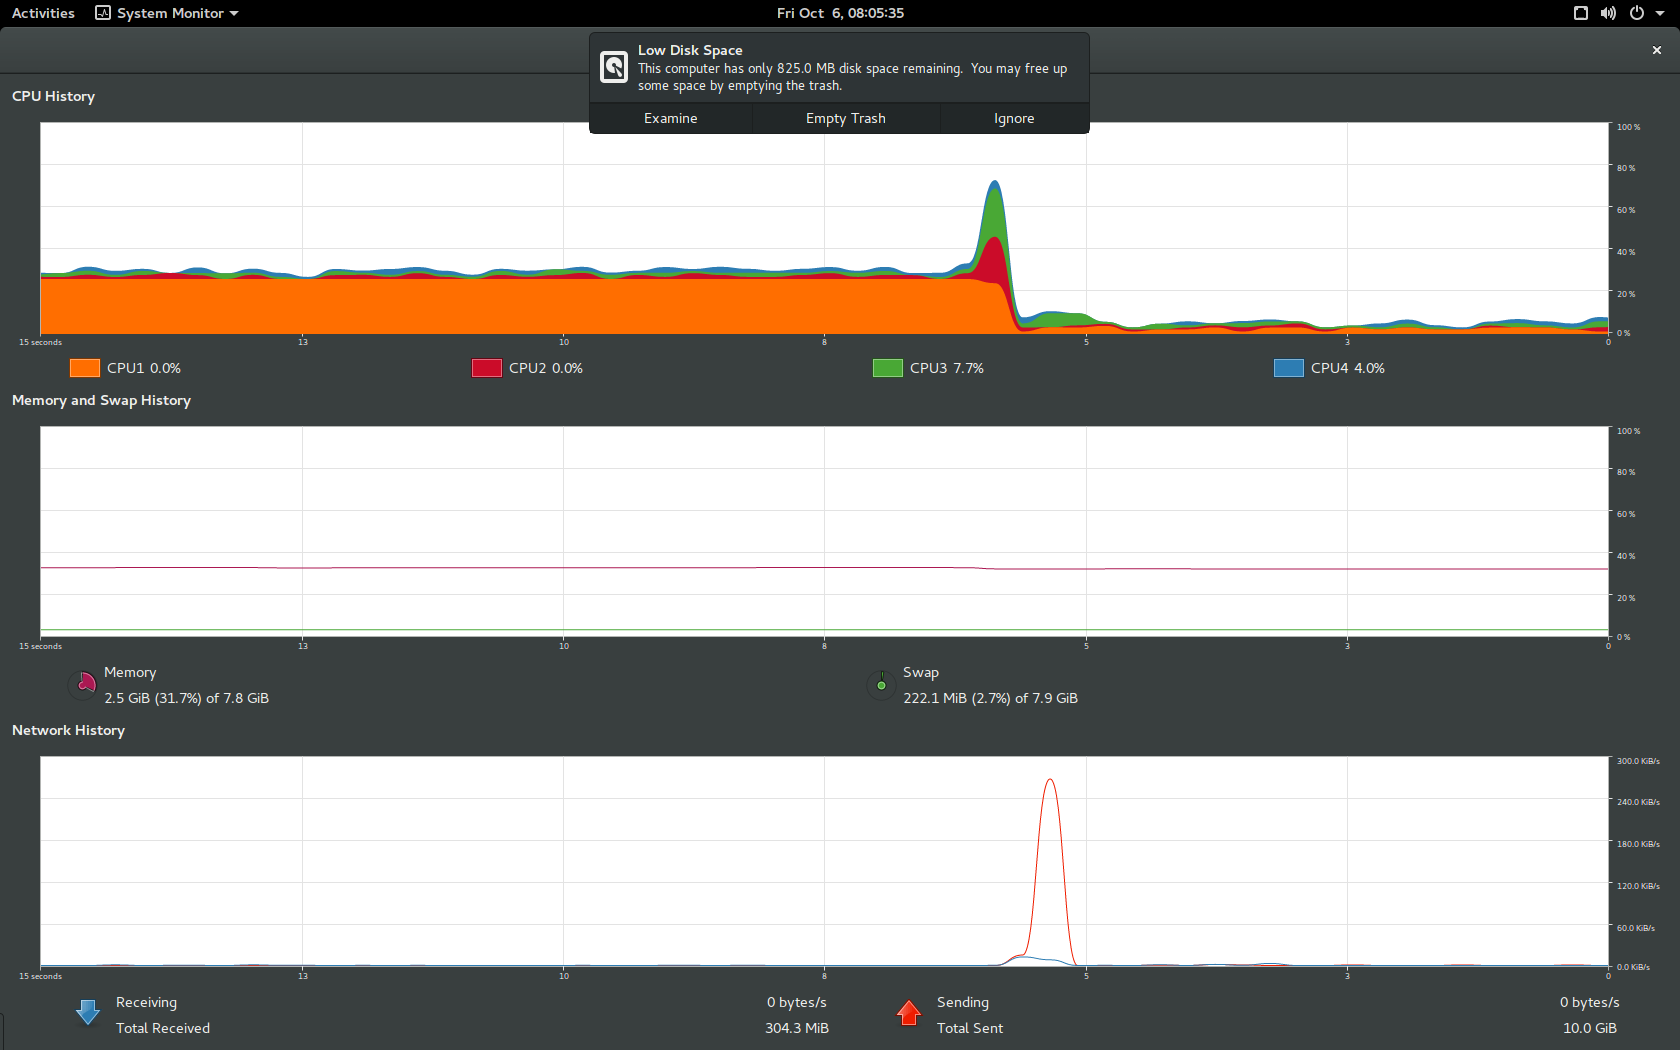 Activities
System Monitor
Fri Oct 6, 08:05:35
Low Disk Space
This computer has only 825.0 MB disk space remaining. You may free up
some space by emptying the trash.
Examine
Empty Trash
Ignore
CPU History
100 %
80 %
60 %
40 %
20 %
0 %
15 seconds
13
10
8
5
3
0
CPU1 0.0%
CPU2 0.0%
CPU3 7.7%
CPU4 4.0%
Memory and Swap History
100 %
80 %
60 %
40 %
20 %
0 %
15 seconds
13
10
8
5
3
0
Memory
2.5 GiB (31.7%) of 7.8 GiB
Swap
222.1 MiB (2.7%) of 7.9 GiB
Network History
300.0 KiB/s
240.0 KiB/s
180.0 KiB/s
120.0 KiB/s
60.0 KiB/s
0.0 KiB/s
15 seconds
13
10
8
5
3
0
Receiving
0 bytes/s
Total Received
304.3 MiB
Sending
0 bytes/s
Total Sent
10.0 GiB